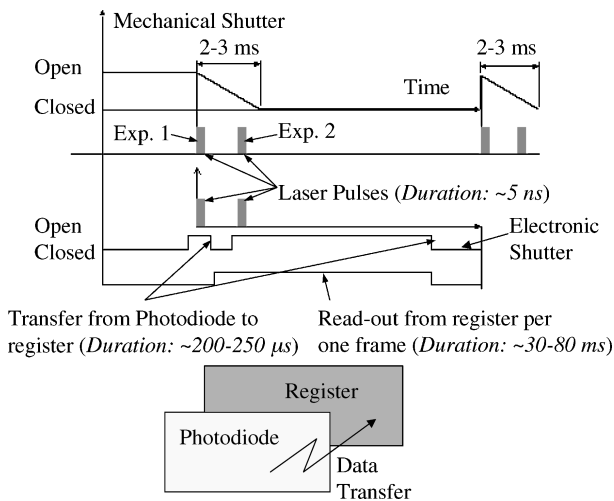 Mechanical Shutter
2-3 ms
2-3 ms
Open
Time
Closed
Exp. 1
Exp. 2
Laser Pulses (Duration: ~5 ns)
Open
Electronic
Closed
Shutter
Transfer from Photodiode to
register (Duration: ~200-250 µs)
Read-out from register per
one frame (Duration: ~30-80 ms)
Register
Photodiode
Data
Transfer